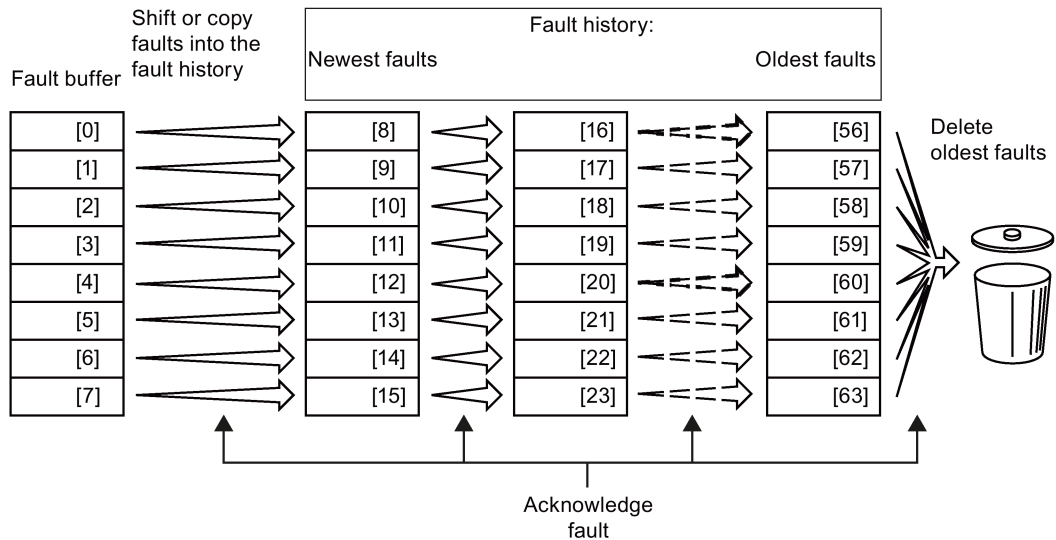 Shift or copy
faults into the
fault history
Fault buffer
Fault history:
Newest faults
Oldest faults
Delete
oldest faults
[0] [8] [16] [56]
[1] [9] [17] [57]
[2] [10] [18] [58]
[3] [11] [19] [59]
[4] [12] [20] [60]
[5] [13] [21] [61]
[6] [14] [22] [62]
[7] [15] [23] [63]
Acknowledge
fault